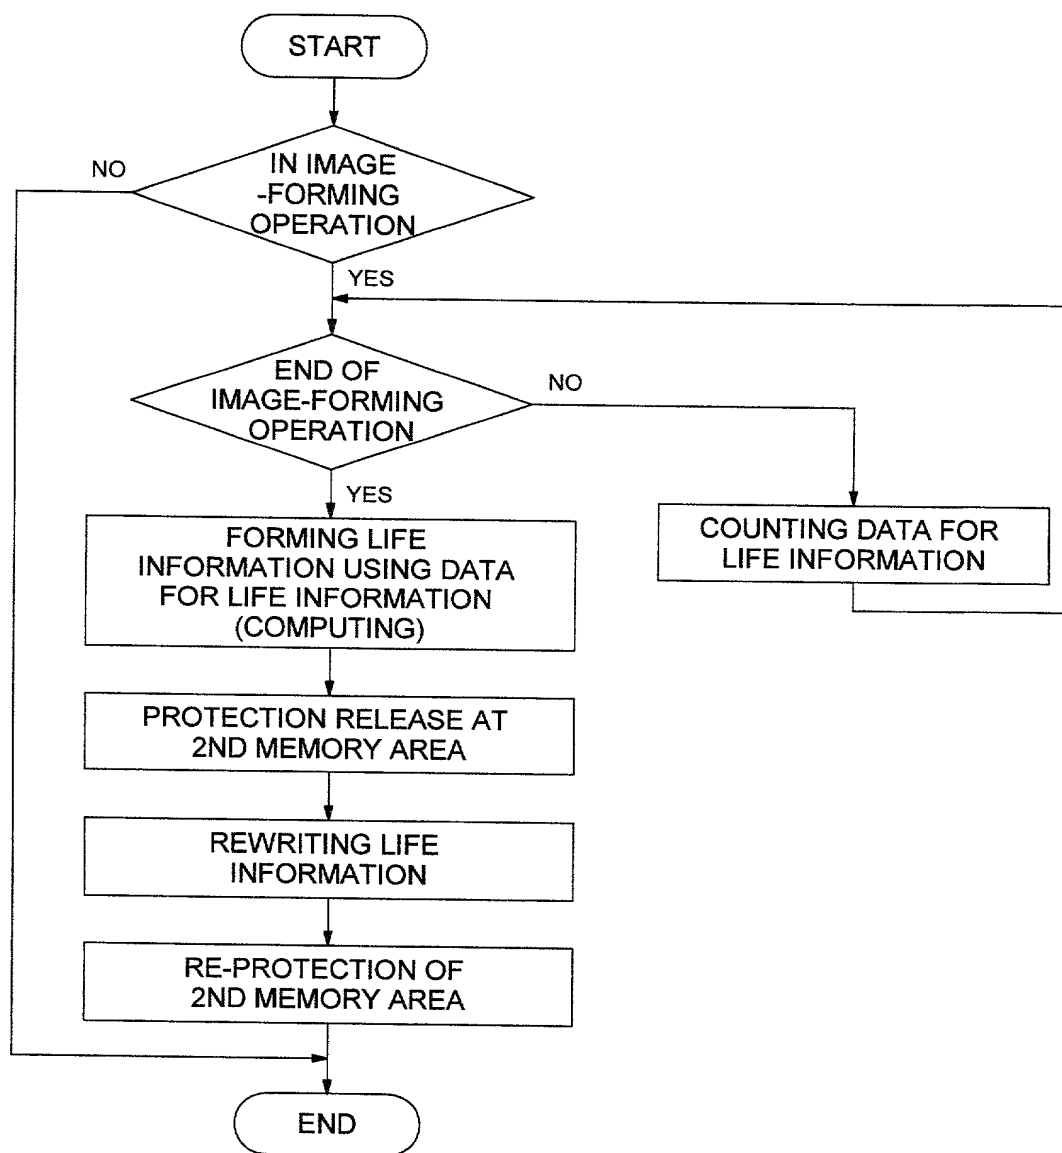 START
NO
IN IMAGE
-FORMING
OPERATION
YES
END OF
IMAGE-FORMING
OPERATION
NO
YES
FORMING LIFE
INFORMATION USING DATA
FOR LIFE INFORMATION
(COMPUTING)
COUNTING DATA FOR
LIFE INFORMATION
PROTECTION RELEASE AT
2ND MEMORY AREA
REWRITING LIFE
INFORMATION
RE-PROTECTION OF
2ND MEMORY AREA
END